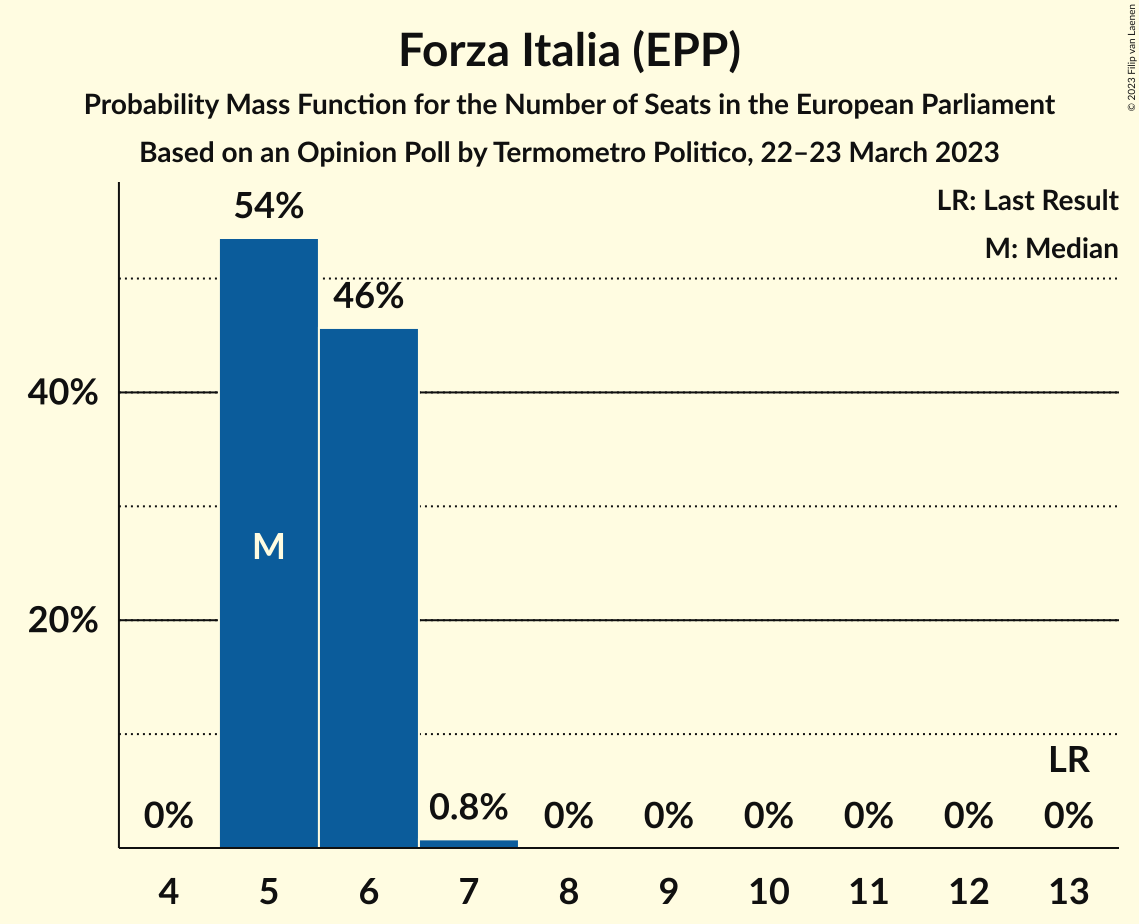 Forza Italia (EPP)
Probability Mass Function for the Number of Seats in the European Parliament
Based on an Opinion Poll by Termometro Politico, 22–23 March 2023
© 2023 Filip van Laenen
LR: Last Result
M: Median
54%
46%
40%
M
20%
LR
0% 0.8% 0% 0% 0% 0% 0% 0%
4 5 6 7 8 9 10 11 12 13